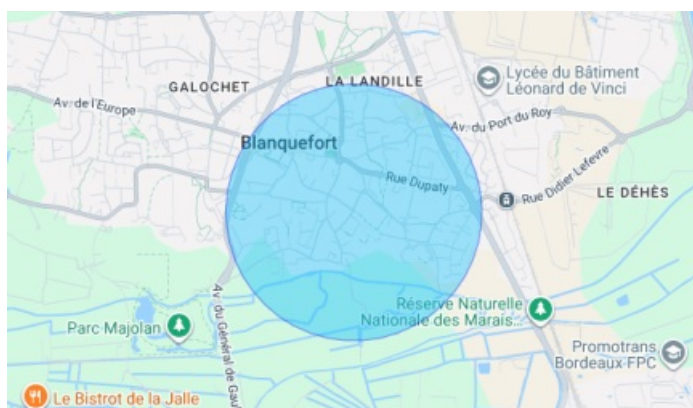 GALOCHET
LA LANDILLE
Lycée du Bâtiment
Léonard de Vinci
Av. de l'Europe
Av. du Port du Roy
Blanquefort
Rue Dupaty
Rue Didier Lefevre
LE DÉHÈS
Réserve Naturelle
Nationale des Marais...
Parc Majolan
Av. du Général de Gaul
Promotrans
Bordeaux-FPC
Le Bistrot de la Jalle